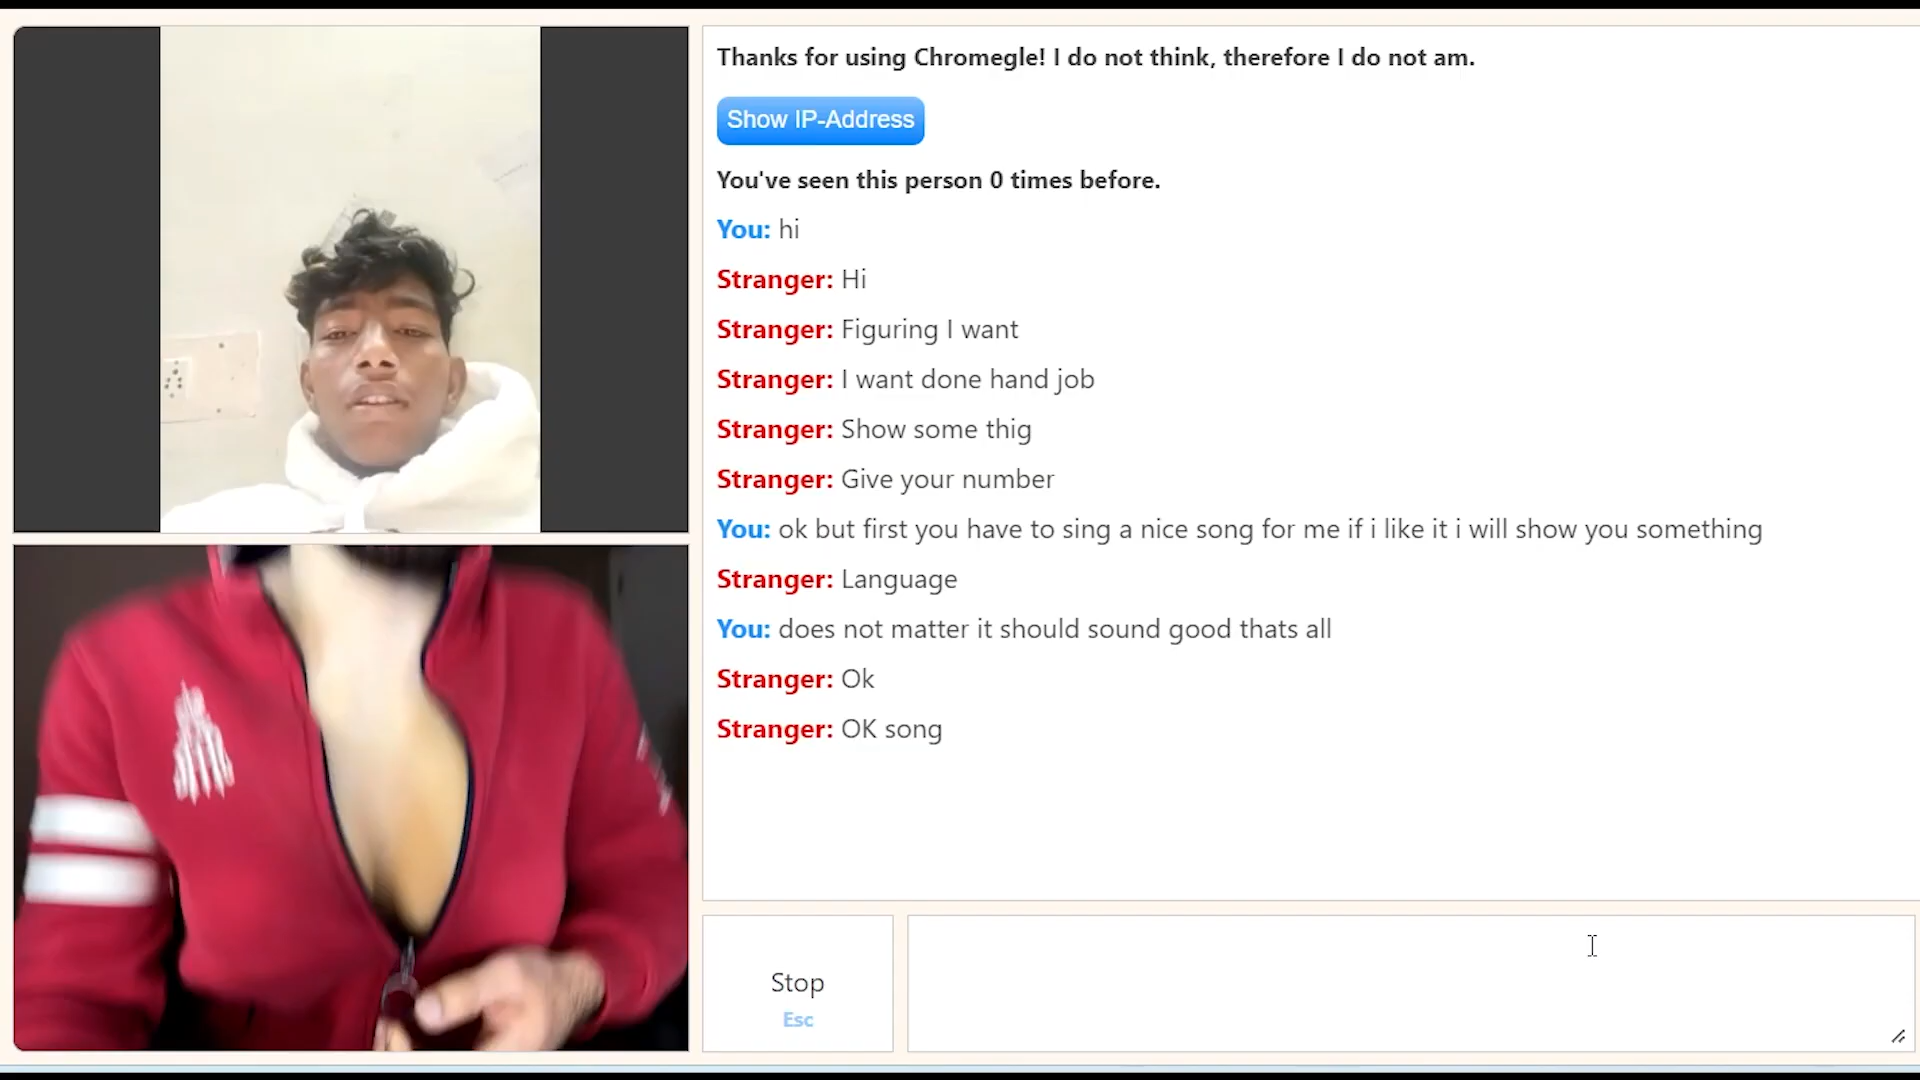 Thanks for using Chromegle! I do not think, therefore I do not am.
Show IP-Address
You've seen this person 0 times before.
You: hi
Stranger: Hi
Stranger: Figuring I want
Stranger: I want done hand job
Stranger: Show some thig
Stranger: Give your number
You: ok but first you have to sing a nice song for me if i like it i will show you something
Stranger: Language
You: does not matter it should sound good thats all
Stranger: Ok
Stranger: OK song
Stop
Esc